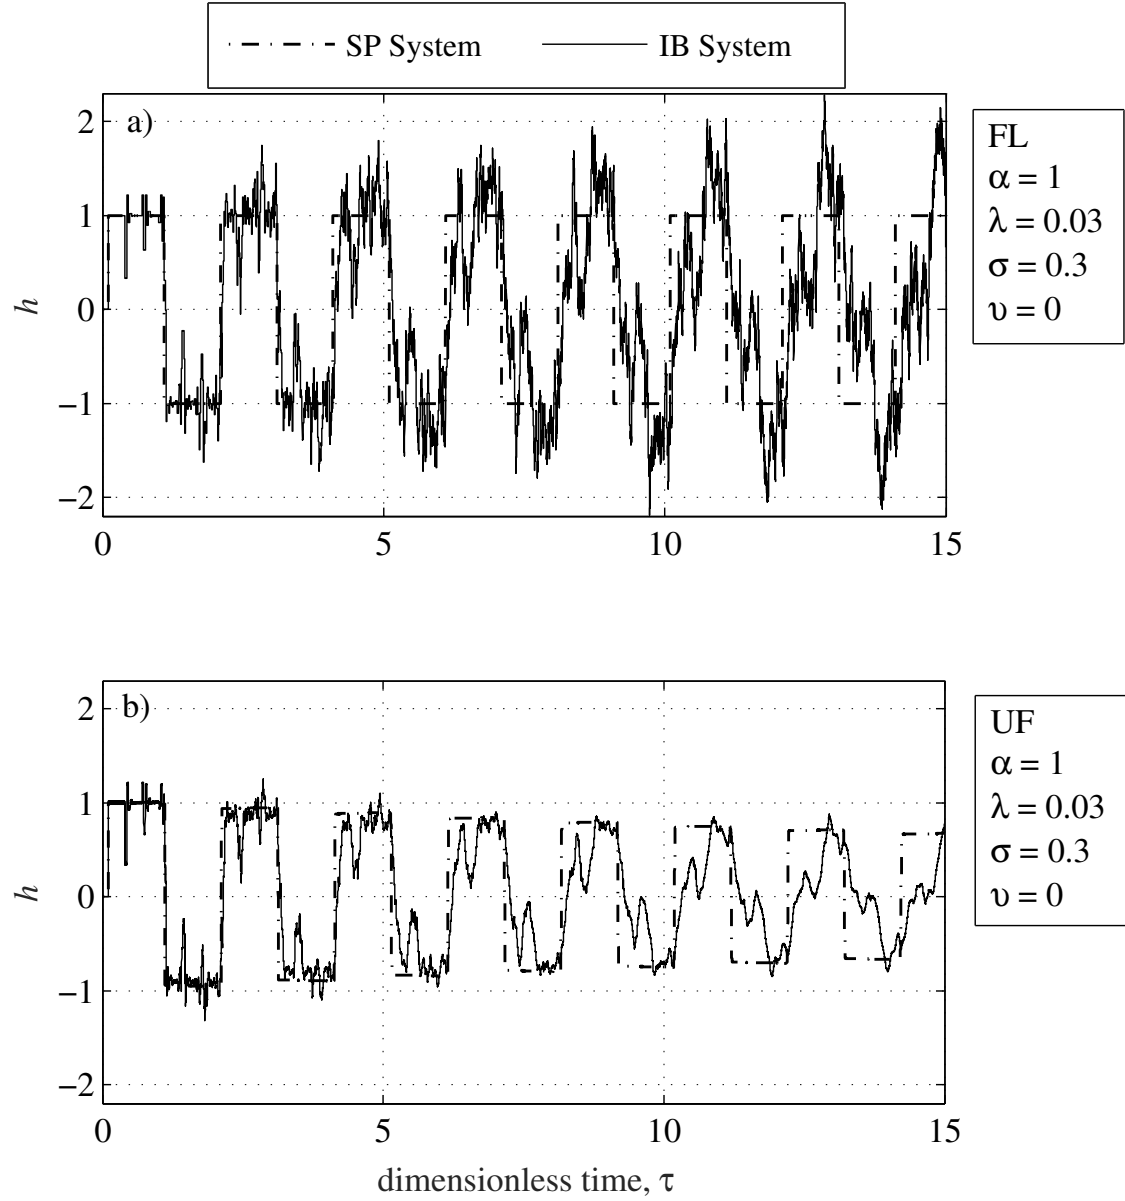 SP System IB System
a)
2
1
0
−1
−2
h
0 5 10 15
FL
α = 1
λ = 0.03
σ = 0.3
υ = 0
b)
2
1
0
−1
−2
h
0 5 10 15
dimensionless time, τ
UF
α = 1
λ = 0.03
σ = 0.3
υ = 0